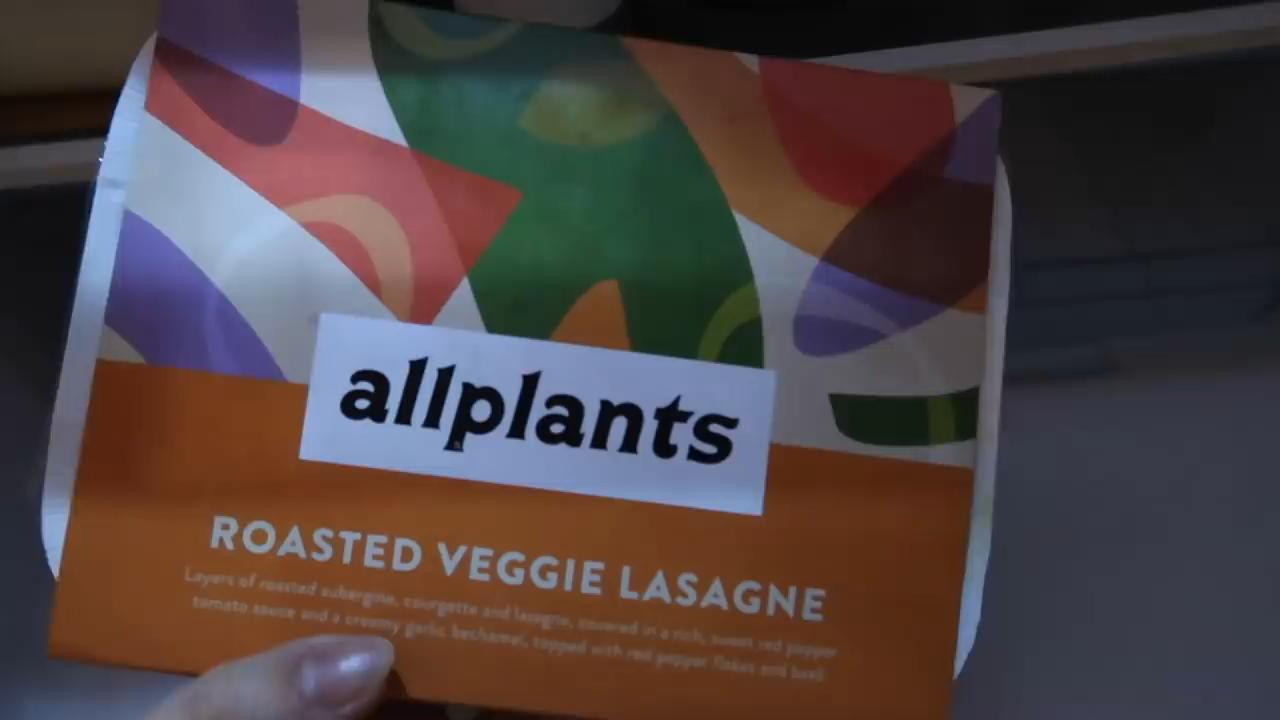 allplants
ROASTED VEGGIE LASAGNE
Layers of roasted aubergine, courgette and lasagne, covered in a rich, sweet red pepper
tomato sauce and a creamy garlic bechamel, topped with red pepper flakes and basil